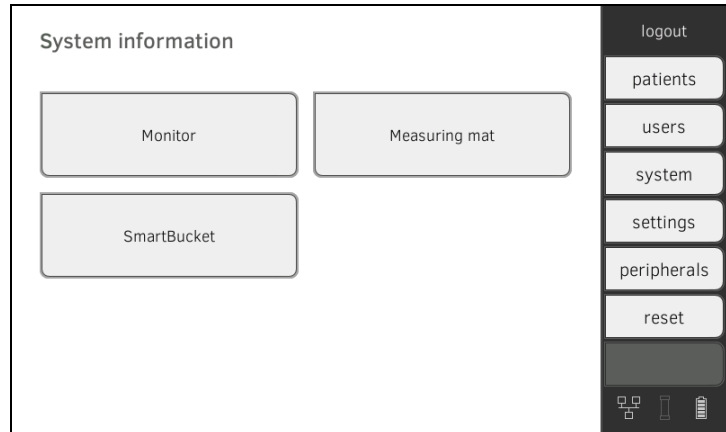 System information
Monitor
Measuring mat
SmartBucket
logout
patients
users
system
settings
peripherals
reset